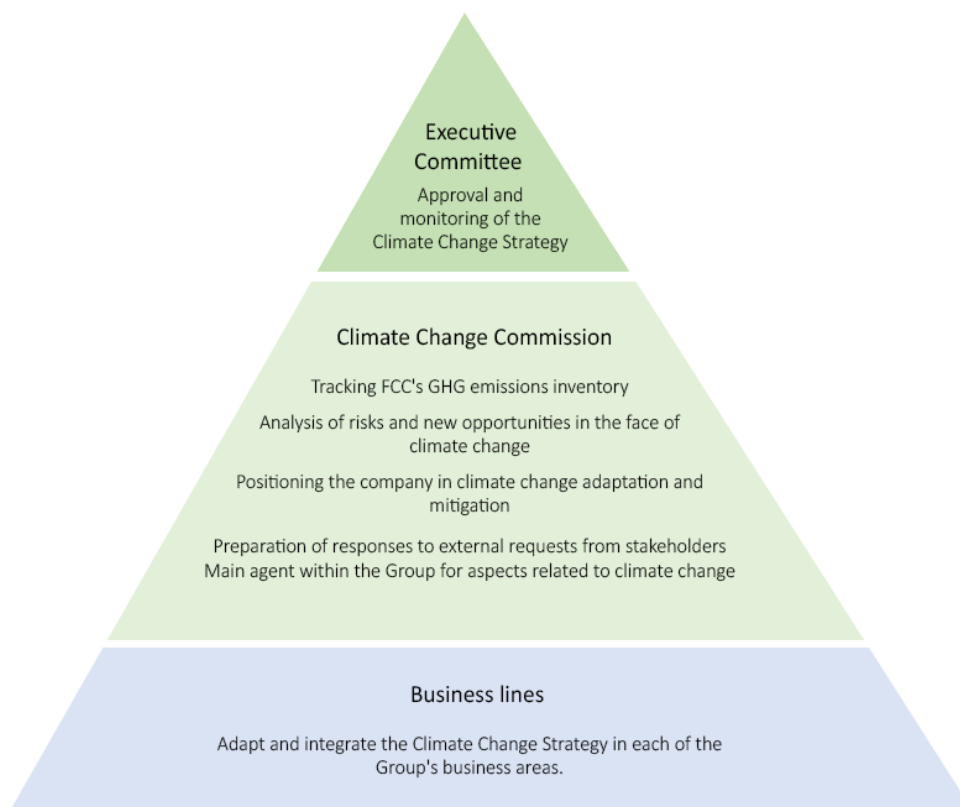 Executive
Committee
Approval and
monitoring of the
Climate Change Strategy
Climate Change Commission
Tracking FCC's GHG emissions inventory
Analysis of risks and new opportunities in the face of
climate change
Positioning the company in climate change adaptation and
mitigation
Preparation of responses to external requests from stakeholders
Main agent within the Group for aspects related to climate change
Business lines
Adapt and integrate the Climate Change Strategy in each of the
Group's business areas.